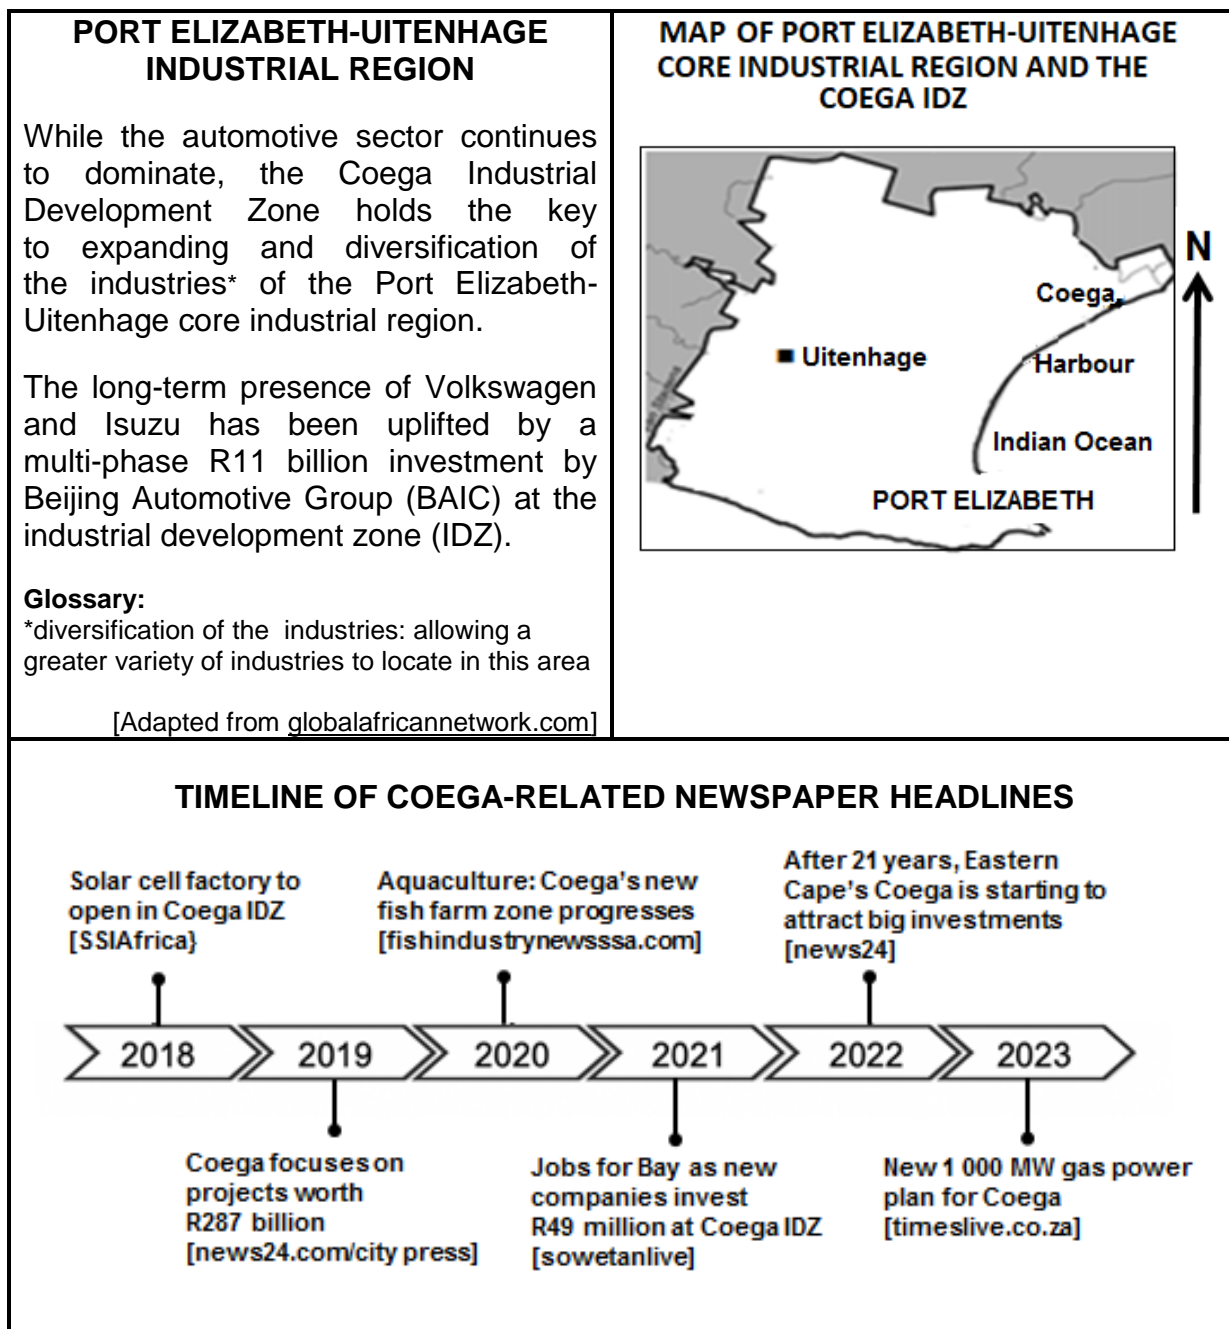 PORT ELIZABETH-UITENHAGE
INDUSTRIAL REGION
While the automotive sector continues
to dominate, the Coega Industrial
Development Zone holds the key
to expanding and diversification of
the industries* of the Port Elizabeth-
Uitenhage core industrial region.
The long-term presence of Volkswagen
and Isuzu has been uplifted by a
multi-phase R11 billion investment by
Beijing Automotive Group (BAIC) at the
industrial development zone (IDZ).
Glossary:
*diversification of the industries: allowing a
greater variety of industries to locate in this area
[Adapted from globalafricannetwork.com]
MAP OF PORT ELIZABETH-UITENHAGE
CORE INDUSTRIAL REGION AND THE
COEGA IDZ
N
Coega
Uitenhage
Harbour
Indian Ocean
PORT ELIZABETH
TIMELINE OF COEGA-RELATED NEWSPAPER HEADLINES
Solar cell factory to
open in Coega IDZ
[SSIAfrica}
Aquaculture: Coega's new
fish farm zone progresses
[fishindustrynewsssa.com]
After 21 years, Eastern
Cape's Coega is starting to
attract big investments
[news24]
2018
2019
2020
2021
2022
2023
Coega focuses on
projects worth
R287 billion
[news24.com/city press]
Jobs for Bay as new
companies invest
R49 million at Coega IDZ
[sowetanlive]
New 1 000 MW gas power
plan for Coega
[timeslive.co.za]